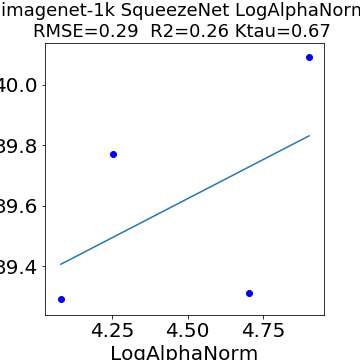 imagenet-1k SqueezeNet LogAlphaNorm
RMSE=0.29 R2=0.26 Ktau=0.67
40.0
39.8
39.6
39.4
4.25 4.50 4.75
LogAlphaNorm